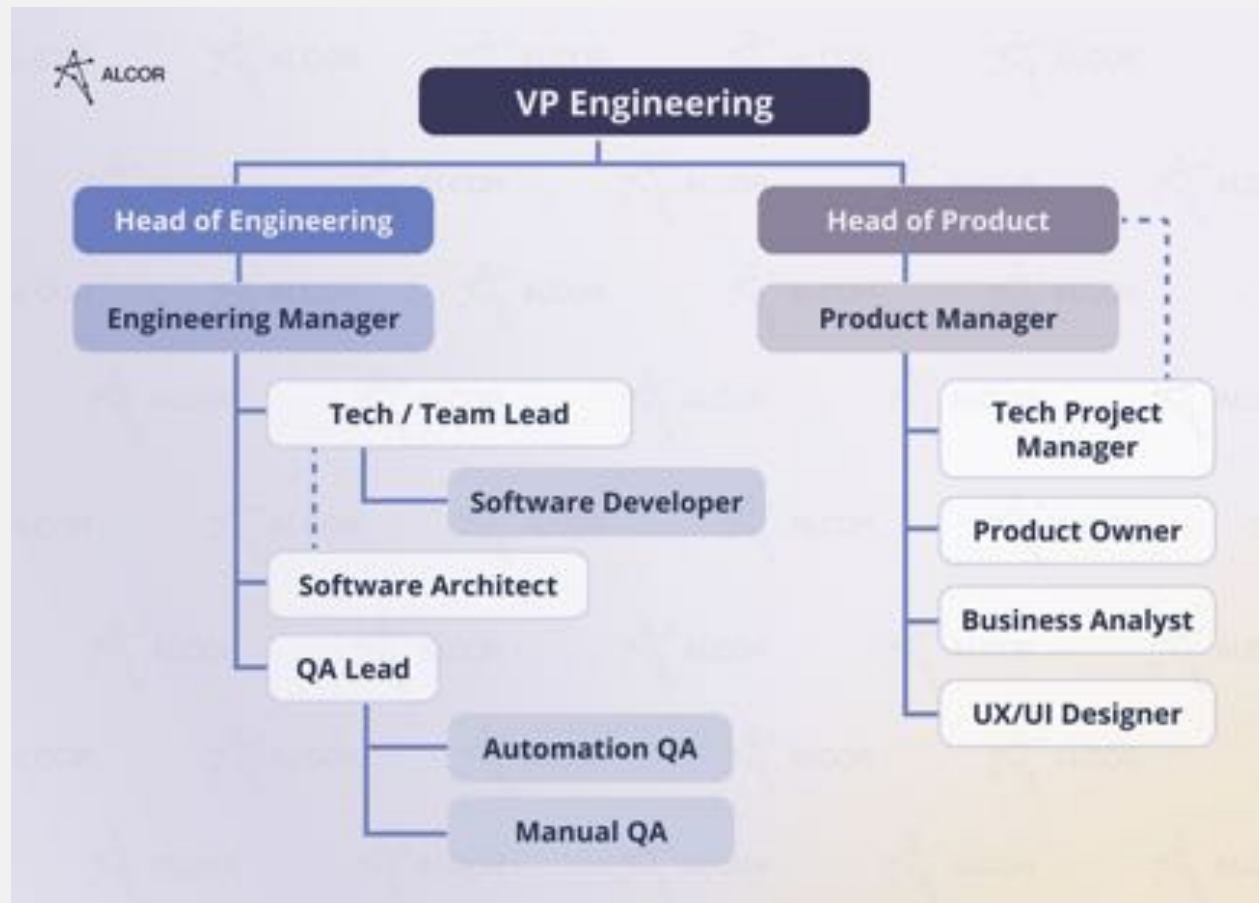 ALCOR
VP Engineering
Head of Engineering
Head of Product
Engineering Manager
Product Manager
Tech / Team Lead
Tech Project
Manager
Software Developer
Product Owner
Software Architect
Business Analyst
QA Lead
UX/UI Designer
Automation QA
Manual QA